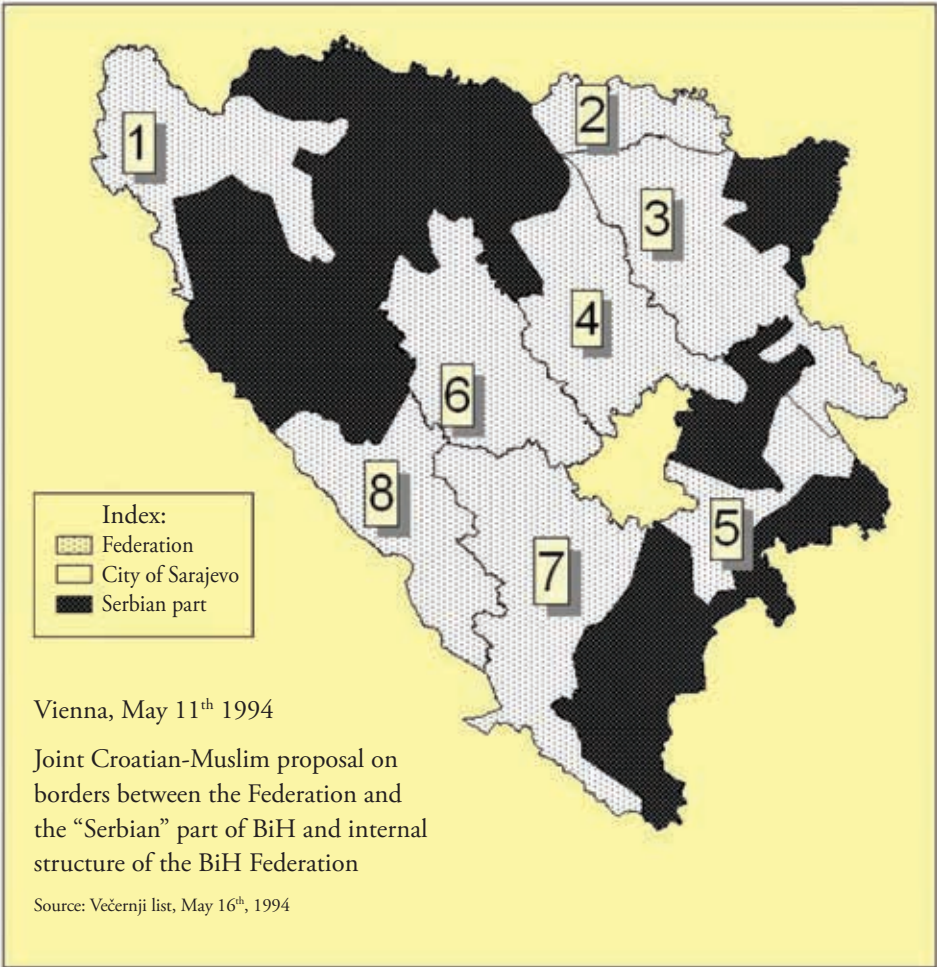 1
2
3
4
6
8
5
7
Index:
Federation
City of Sarajevo
Serbian part
Vienna, May 11th 1994
Joint Croatian-Muslim proposal on
borders between the Federation and
the “Serbian” part of BiH and internal
structure of the BiH Federation
Source: Večernji list, May 16th, 1994